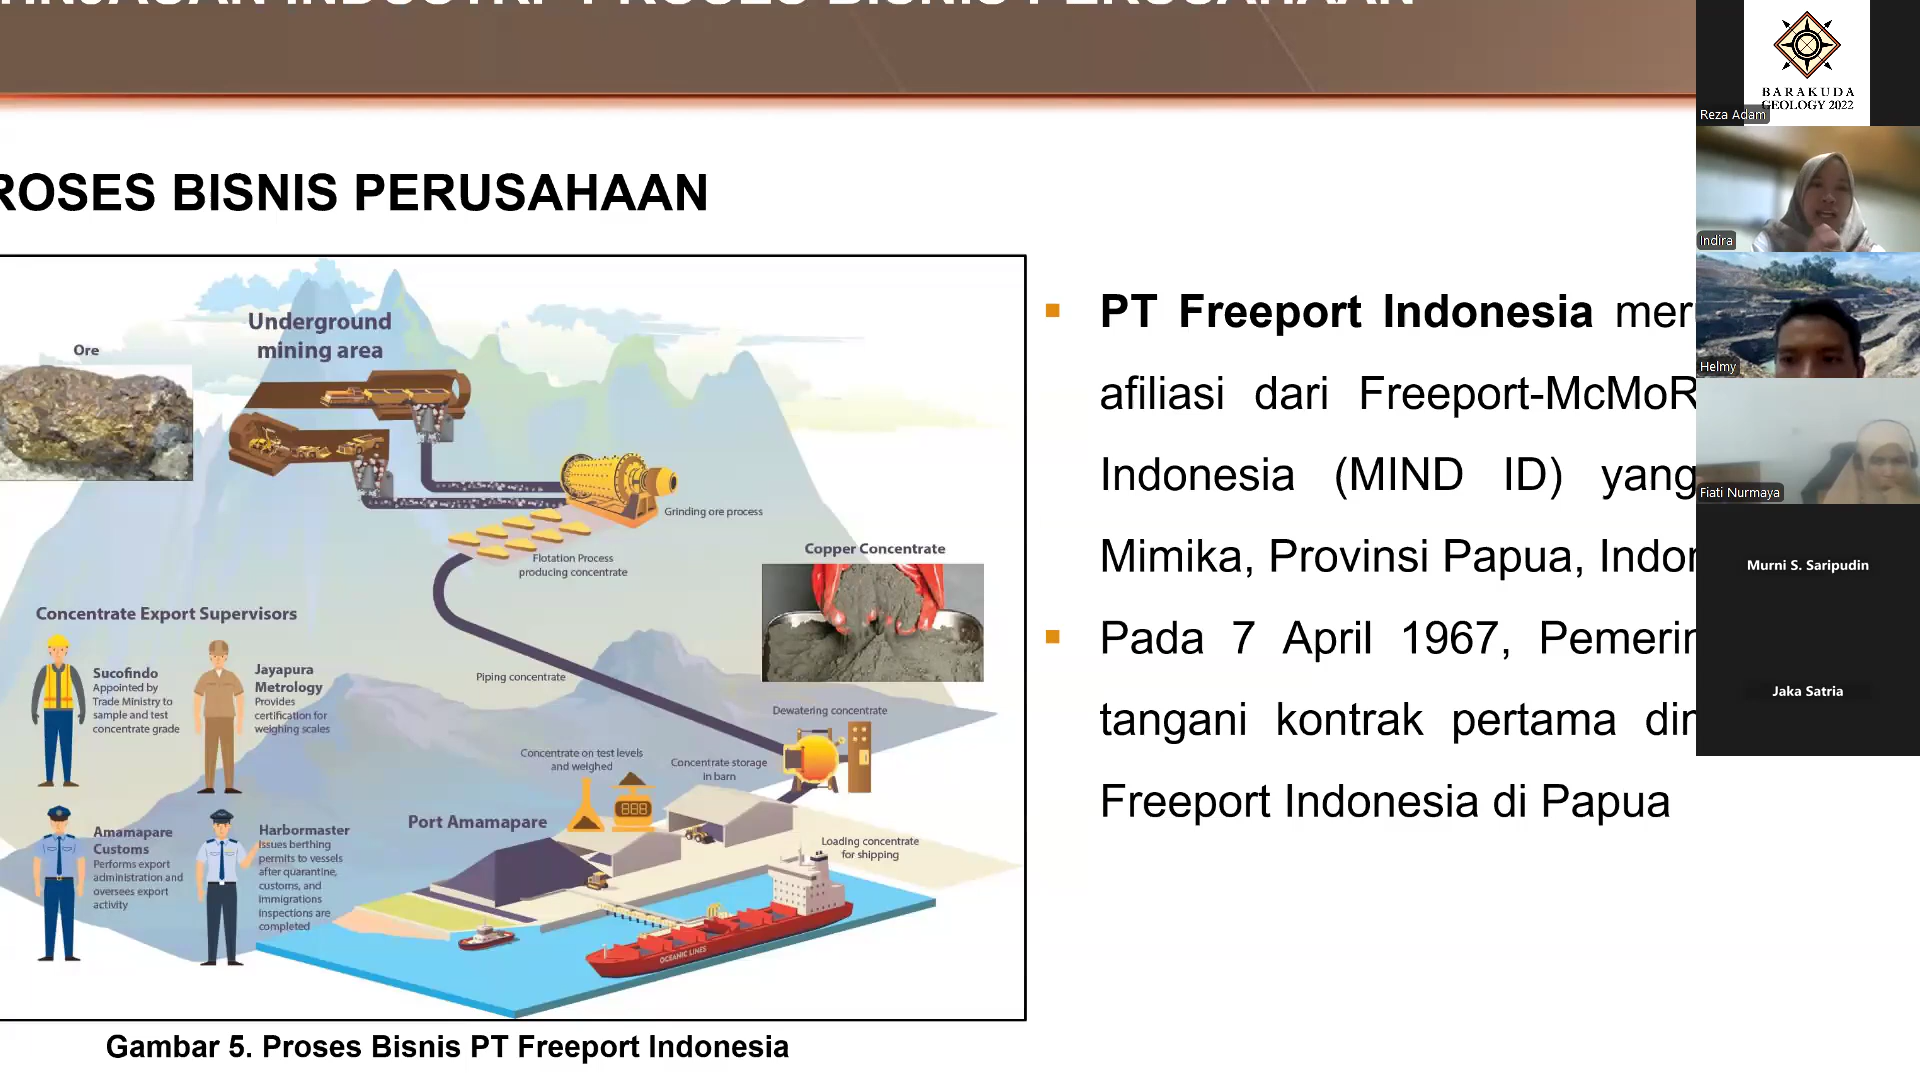 PROSES BISNIS PERUSAHAAN
ROSES BISNIS PERUSAHAAN
Underground
mining area
Ore
Grinding ore process
Flotation Process
producing concentrate
Copper Concentrate
Concentrate Export Supervisors
Sucofindo
Appointed by
Trade Ministry to
sample and test
concentrate grade
Jayapura
Metrology
Provides
certification for
weighing scales
Piping concentrate
Dewatering concentrate
Concentrate on test levels
and weighed
Concentrate storage
in barn
Port Amamapare
Loading concentrate
for shipping
Amamapare
Customs
Performs export
administration and
oversees export
activity
Harbormaster
issues berthing
permits to vessels
after quarantine,
customs, and
immigrations
inspections are
completed
888
OCEANIC LINES
Gambar 5. Proses Bisnis PT Freeport Indonesia
PT Freeport Indonesia mer
afiliasi dari Freeport-McMoR
Indonesia (MIND ID) yang
Mimika, Provinsi Papua, Indon
Pada 7 April 1967, Pemerin
tangani kontrak pertama dim
Freeport Indonesia di Papua
BARAKUDA
GEOLOGY 2022
Reza Adam
Indira
Helmy
Fiati Nurmaya
Murni S. Saripudin
Jaka Satria